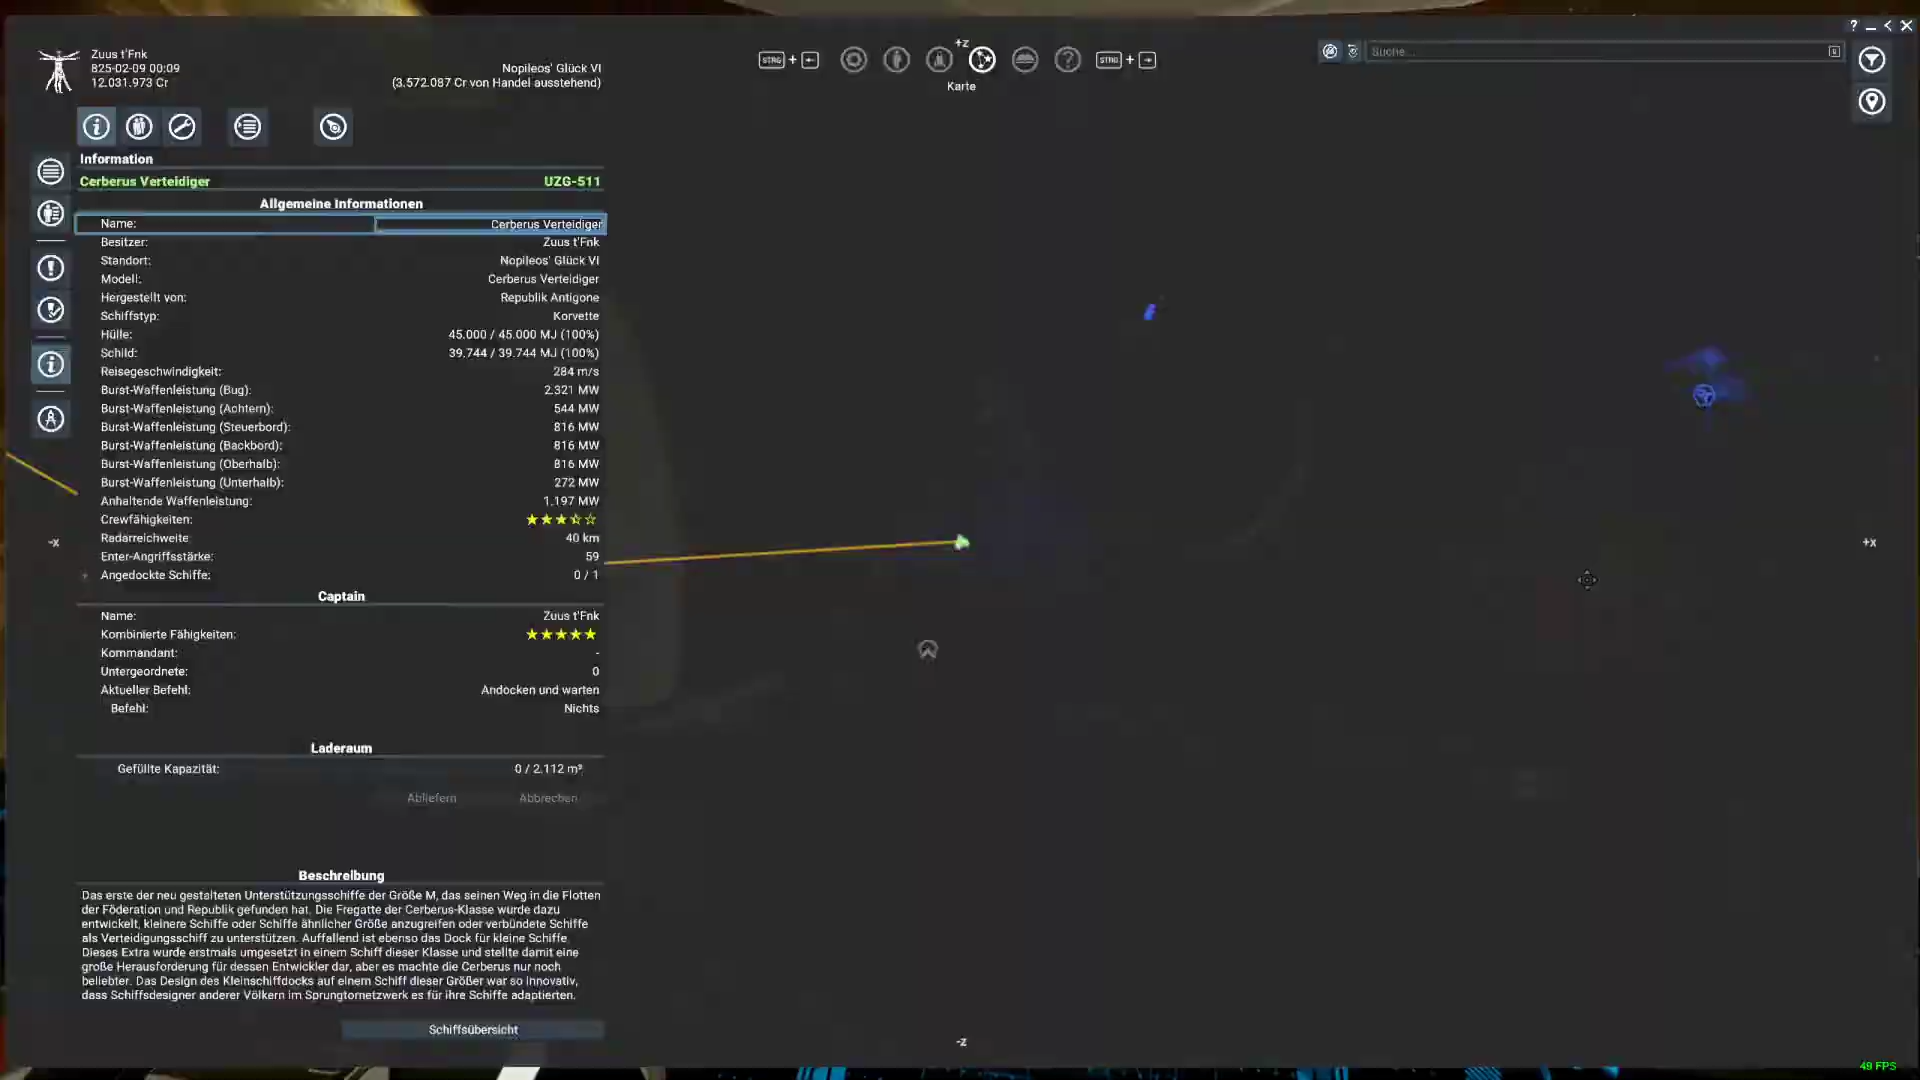 Zuus t'Fnk
825-02-09 00:09
Nopileos' Glück VI
12.031.973 Cr
(3.572.087 Cr von Handel ausstehend)
+z
STRG +
STRG +
Karte
Suche...
Information
Cerberus Verteidiger UZG-511
Allgemeine Informationen
Name: Cerberus Verteidiger
Besitzer: Zuus t'Fnk
Standort: Nopileos' Glück VI
Modell: Cerberus Verteidiger
Hergestellt von: Republik Antigone
Schiffstyp: Korvette
Hülle: 45.000 / 45.000 MJ (100%)
Schild: 39.744 / 39.744 MJ (100%)
Reisegeschwindigkeit: 284 m/s
Burst-Waffenleistung (Bug): 2.321 MW
Burst-Waffenleistung (Achtern): 544 MW
Burst-Waffenleistung (Steuerbord): 816 MW
Burst-Waffenleistung (Backbord): 816 MW
Burst-Waffenleistung (Oberhalb): 816 MW
Burst-Waffenleistung (Unterhalb): 272 MW
Anhaltende Waffenleistung: 1.197 MW
Crewfähigkeiten:
Radarreichweite: 40 km
-x
+x
Enter-Angriffsstärke: 59
+ Angedockte Schiffe: 0 / 1
Captain
Name: Zuus t'Fnk
Kombinierte Fähigkeiten: ★★★★★
Kommandant: -
Untergeordnete: 0
Aktueller Befehl: Andocken und warten
Befehl: Nichts
Laderaum
Gefüllte Kapazität: 0 / 2.112 m³
Abliefern Abbrechen
Beschreibung
Das erste der neu gestalteten Unterstützungsschiffe der Größe M, das seinen Weg in die Flotten
der Föderation und Republik gefunden hat. Die Fregatte der Cerberus-Klasse wurde dazu
entwickelt, kleinere Schiffe oder Schiffe ähnlicher Größe anzugreifen oder verbündete Schiffe
als Verteidigungsschiff zu unterstützen. Auffallend ist ebenso das Dock für kleine Schiffe.
Dieses Extra wurde erstmals umgesetzt in einem Schiff dieser Klasse und stellte damit eine
große Herausforderung für dessen Entwickler dar, aber es machte die Cerberus nur noch
beliebter. Das Design des Kleinschiffdocks auf einem Schiff dieser Größer war so innovativ,
dass Schiffsdesigner anderer Völkern im Sprungtornetzwerk es für ihre Schiffe adaptierten.
Schiffsübersicht
-z
49 FPS